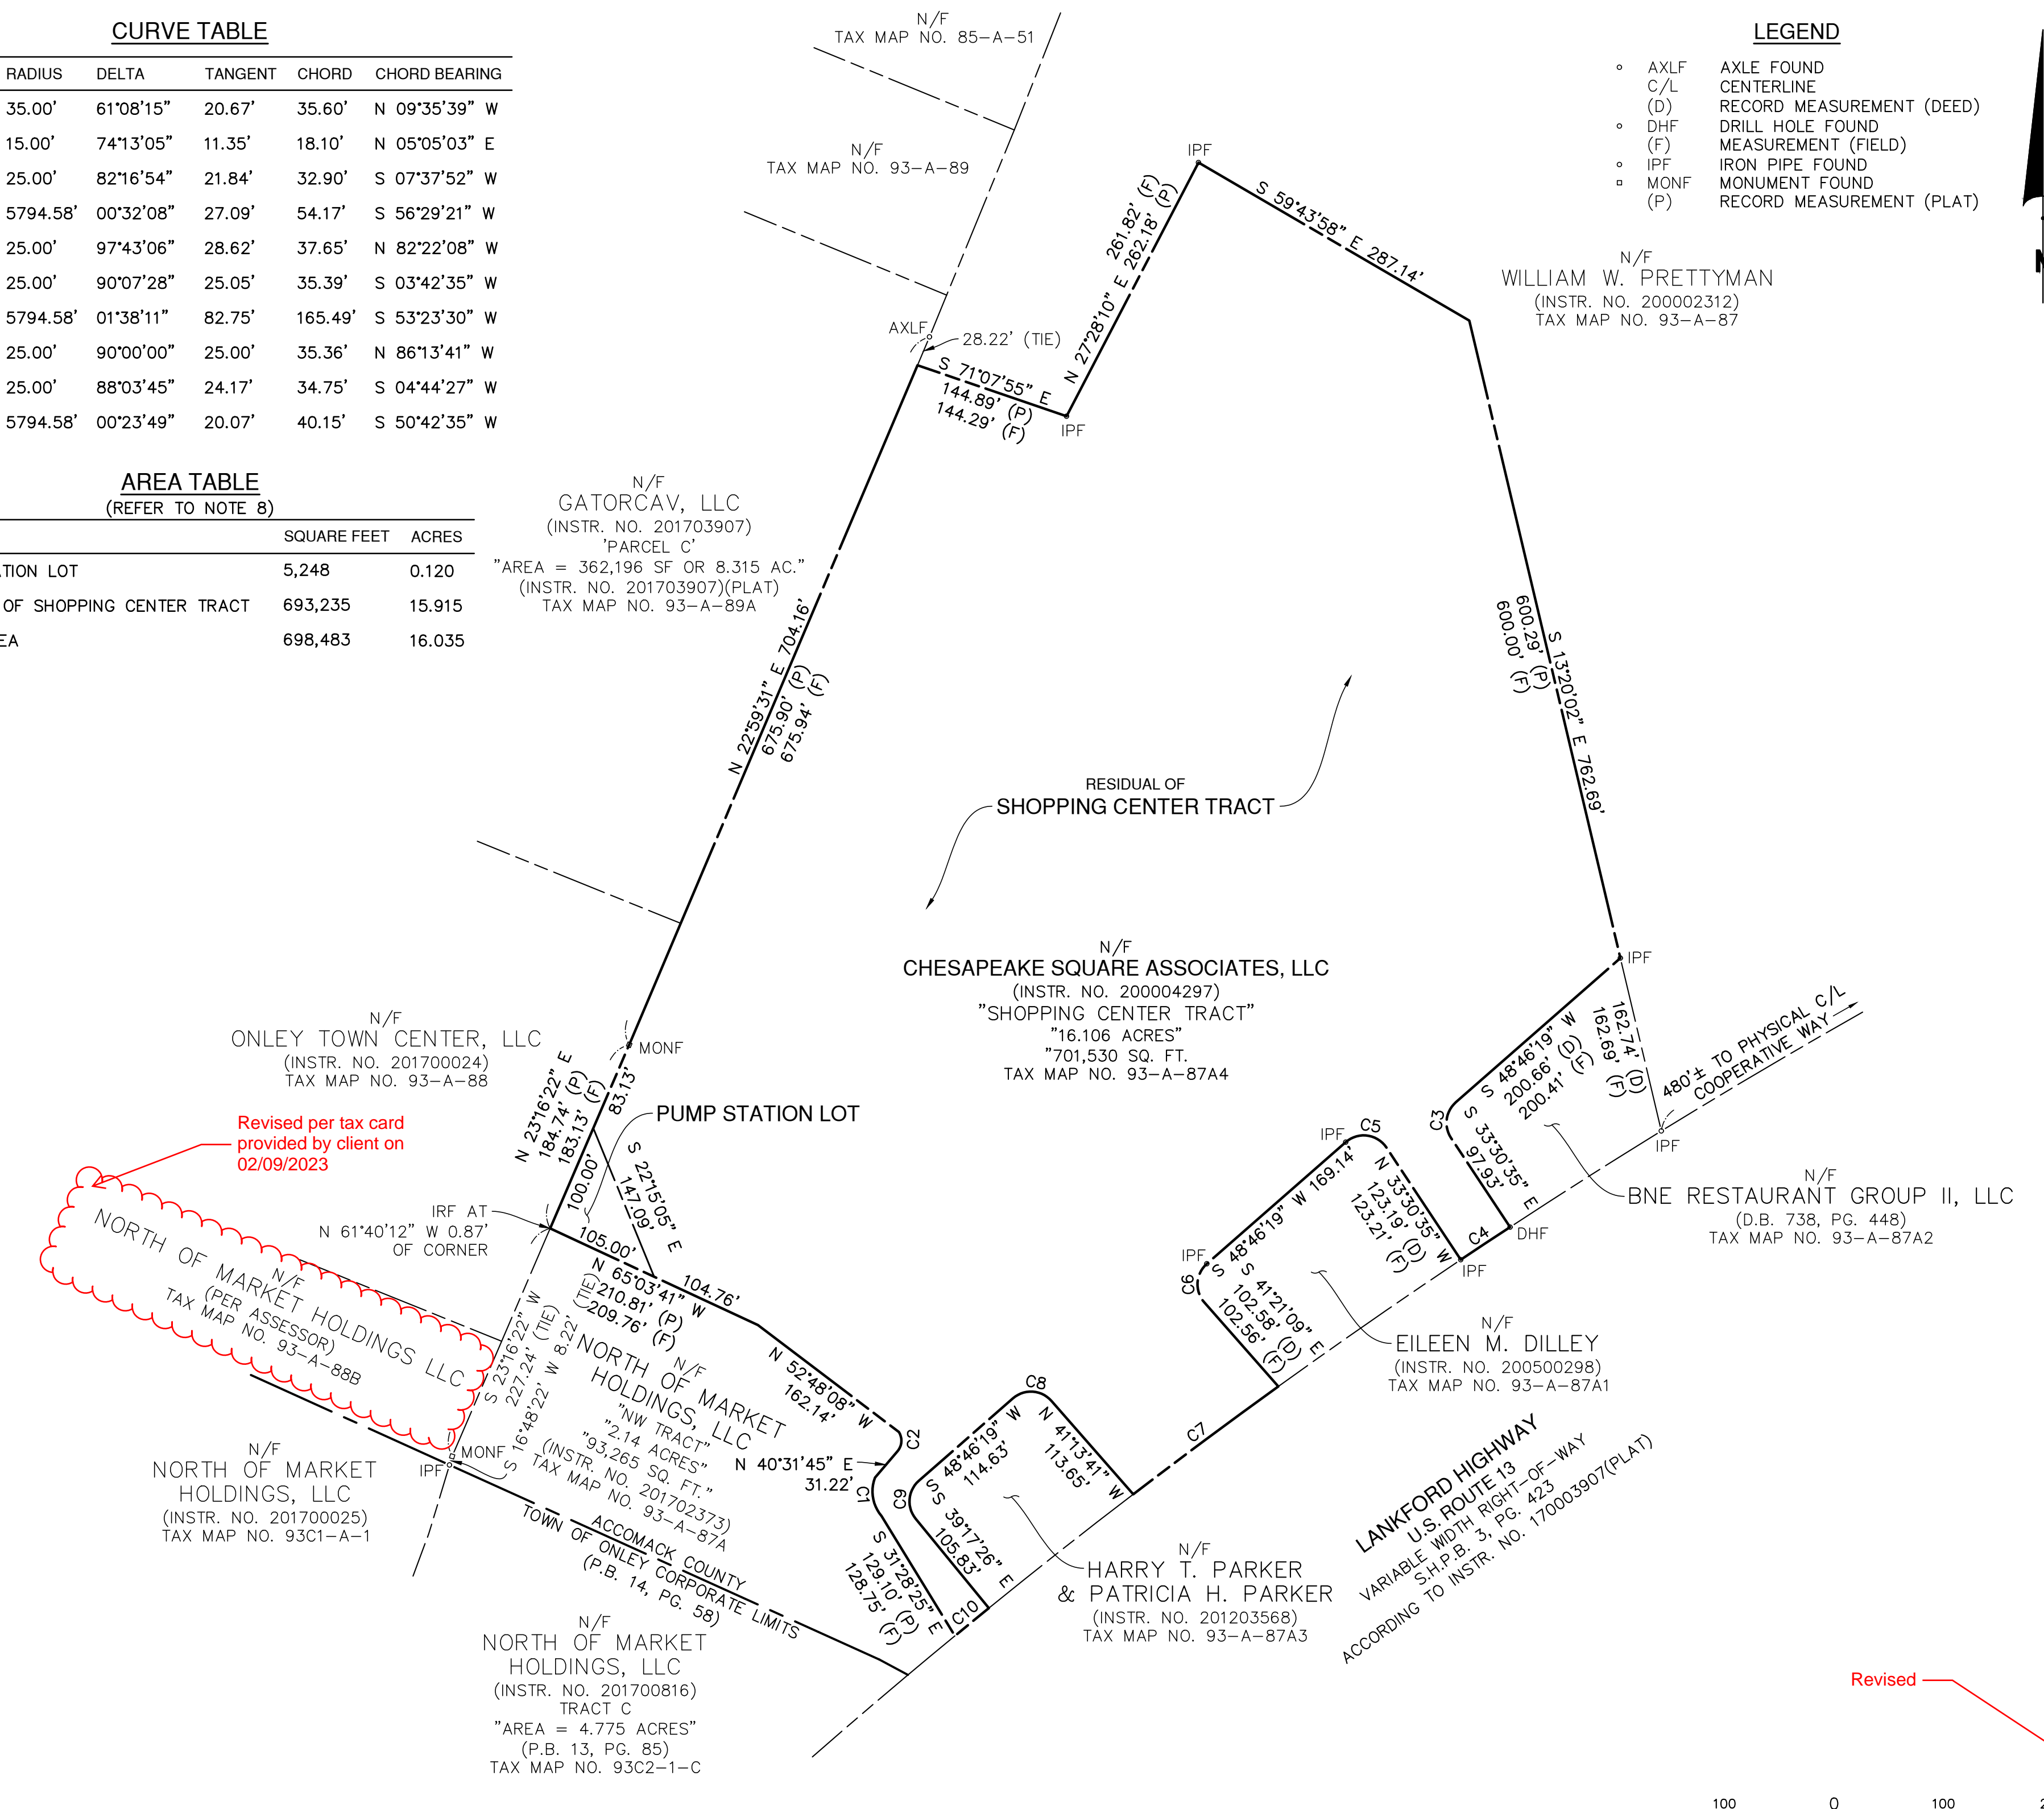 CURVE TABLE
RADIUS DELTA TANGENT CHORD CHORD BEARING
35.00' 61°08'15" 20.67' 35.60' N 09°35'39" W
15.00' 74°13'05" 11.35' 18.10' N 05°05'03" E
25.00' 82°16'54" 21.84' 32.90' S 07°37'52" W
5794.58' 00°32'08" 27.09' 54.17' S 56°29'21" W
25.00' 97°43'06" 28.62' 37.65' N 82°22'08" W
25.00' 90°07'28" 25.05' 35.39' S 03°42'35" W
5794.58' 01°38'11" 82.75' 165.49' S 53°23'30" W
25.00' 90°00'00" 25.00' 35.36' N 86°13'41" W
25.00' 88°03'45" 24.17' 34.75' S 04°44'27" W
5794.58' 00°23'49" 20.07' 40.15' S 50°42'35" W
AREA TABLE
(REFER TO NOTE 8)
SQUARE FEET ACRES
ATION LOT 5,248 0.120
OF SHOPPING CENTER TRACT 693,235 15.915
EA 698,483 16.035
N/F
TAX MAP NO. 85-A-51
N/F
TAX MAP NO. 93-A-89
LEGEND
AXLF AXLE FOUND
C/L CENTERLINE
(D) RECORD MEASUREMENT (DEED)
DHF DRILL HOLE FOUND
(F) MEASUREMENT (FIELD)
IPF IRON PIPE FOUND
MONF MONUMENT FOUND
(P) RECORD MEASUREMENT (PLAT)
IPF
S 59°43'58" E 287.14'
261.82' (F)
N 27°28'10" E 262.18' (P)
N/F
WILLIAM W. PRETTYMAN
(INSTR. NO. 200002312)
TAX MAP NO. 93-A-87
AXLF
28.22' (TIE)
S 71°07'55" E
144.89' (P)
144.29' (F)
IPF
N/F
GATORCAV, LLC
(INSTR. NO. 201703907)
'PARCEL C'
"AREA = 362,196 SF OR 8.315 AC."
(INSTR. NO. 201703907)(PLAT)
TAX MAP NO. 93-A-89A
N 22°59'31" E 704.16'
675.90' (P)
675.94' (F)
S 13°20'02" E 762.69'
600.29' (P)
600.00' (F)
RESIDUAL OF
SHOPPING CENTER TRACT
N/F
CHESAPEAKE SQUARE ASSOCIATES, LLC
(INSTR. NO. 200004297)
"SHOPPING CENTER TRACT"
"16.106 ACRES"
"701,530 SQ. FT.
TAX MAP NO. 93-A-87A4
IPF
N/F
ONLEY TOWN CENTER, LLC
(INSTR. NO. 201700024)
TAX MAP NO. 93-A-88
MONF
N 23°16'22" E
184.74' (P)
183.13' (F)
83.13'
100.00'
PUMP STATION LOT
S 22°15'05" E
147.09'
Revised per tax card
provided by client on
02/09/2023
IRF AT
N 61°40'12" W 0.87'
OF CORNER
105.00'
104.76'
N 65°03'41" W
210.81' (P)
209.76' (F)
N/F
NORTH OF MARKET HOLDINGS LLC
(PER ASSESSOR)
TAX MAP NO. 93-A-88B
S 23°16'22" W
227.24' (TIE)
S 16°48'22' W 8.22' (TIE)
N/F
NORTH OF MARKET
HOLDINGS, LLC
"NW TRACT"
"2.14 ACRES"
"93,265 SQ. FT."
(INSTR. NO. 201702373)
TAX MAP NO. 93-A-87A
N 52°48'08" W
162.14'
C2
N 40°31'45" E
31.22'
C1
MONF
IPF
N/F
NORTH OF MARKET
HOLDINGS, LLC
(INSTR. NO. 201700025)
TAX MAP NO. 93C1-A-1
ACCOMACK COUNTY
TOWN OF ONLEY CORPORATE LIMITS
(P.B. 14, PG. 58)
N/F
NORTH OF MARKET
HOLDINGS, LLC
(INSTR. NO. 201700816)
TRACT C
"AREA = 4.775 ACRES"
(P.B. 13, PG. 85)
TAX MAP NO. 93C2-1-C
S 31°28'25" E
129.10' (P)
128.75' (F)
C10
C9
S 39°17'26" E
105.83'
S 48°46'19" W
114.63'
C8
N 41°13'41" W
113.65'
N/F
HARRY T. PARKER
& PATRICIA H. PARKER
(INSTR. NO. 201203568)
TAX MAP NO. 93-A-87A3
C7
C6
IPF
S 41°21'09" E
102.58' (D)
102.56' (F)
S 48°46'19" W 169.14'
IPF
C5
N 33°30'35" W
123.19' (D)
123.21' (F)
IPF
C4
DHF
N/F
EILEEN M. DILLEY
(INSTR. NO. 200500298)
TAX MAP NO. 93-A-87A1
C3
S 33°30'35" E
97.93'
S 48°46'19" W
200.66' (D)
200.41' (F)
162.74' (D)
162.69' (F)
480'± TO PHYSICAL C/L
COOPERATIVE WAY
IPF
N/F
BNE RESTAURANT GROUP II, LLC
(D.B. 738, PG. 448)
TAX MAP NO. 93-A-87A2
LANKFORD HIGHWAY
U.S. ROUTE 13
VARIABLE WIDTH RIGHT-OF-WAY
S.H.P.B. 3, PG. 423
ACCORDING TO INSTR. NO. 170003907(PLAT)
Revised
100 0 100